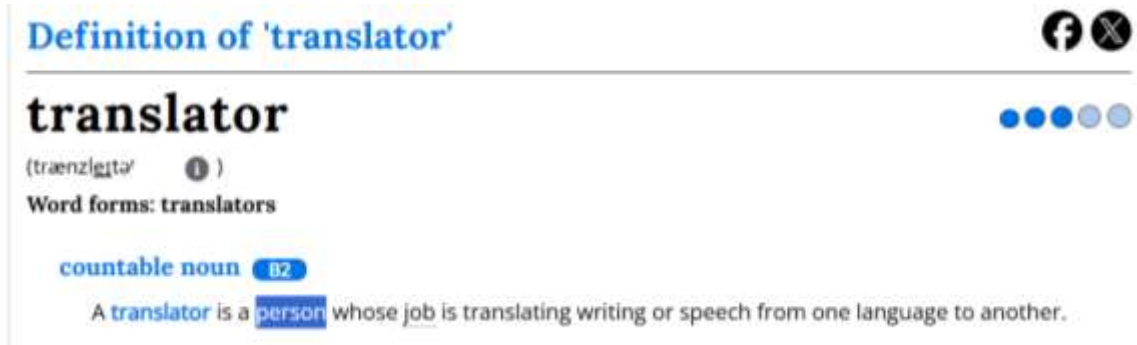 Definition of 'translator'
translator
(trænzleɪtəʳ )
Word forms: translators
countable noun B2
A translator is a person whose job is translating writing or speech from one language to another.